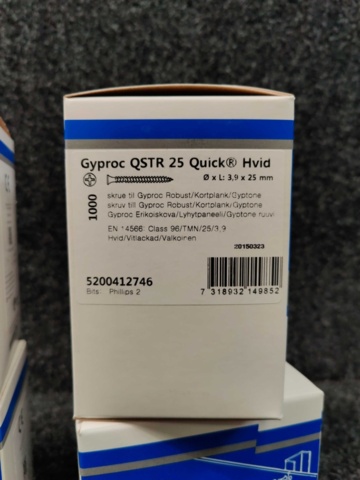 Gyproc QSTR 25 Quick® Hvid
Ø x L: 3,9 x 25 mm
1000
skrue til Gyproc Robust/Kortplank/Gyptone
skruv till Gyproc Robust/Kortplank/Gyptone
Gyproc Erikoiskova/Lyhytpaneeli/Gyptone ruuvi
EN 14566: Class 96/TMN/25/3,9
Hvid/Vitlackad/Valkoinen
20150323
5200412746
Bits: Phillips 2
7 318932 149852